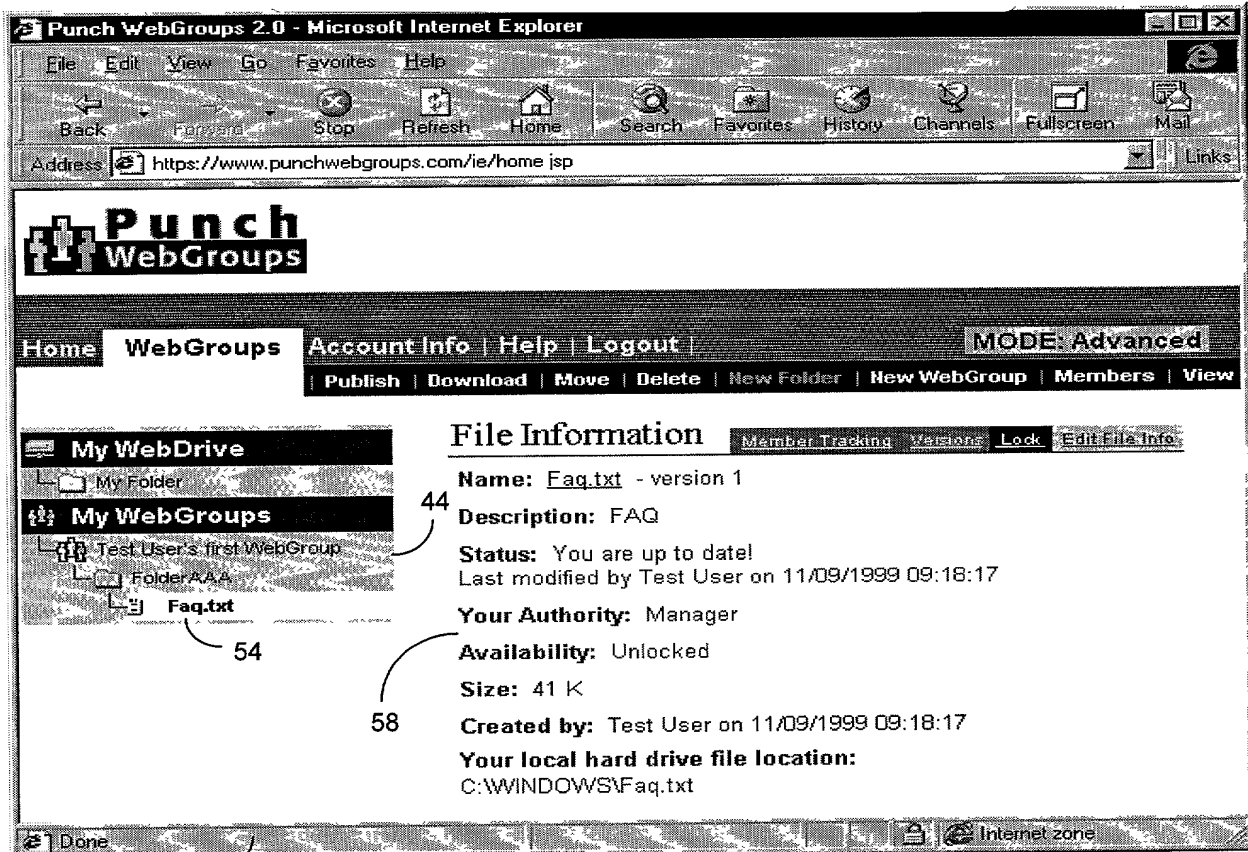 Punch WebGroups 2.0 - Microsoft Internet Explorer
File Edit View Go Favorites Help
Back Forward Stop Refresh Home Search Favorites History Channels Fullscreen Mail
Address https://www.punchwebgroups.com/ie/home jsp Links
Punch
WebGroups
Home WebGroups Account Info | Help | Logout | MODE: Advanced
| Publish | Download | Move | Delete | New Folder | New WebGroup | Members | View
My WebDrive
My Folder
My WebGroups
Test User's first WebGroup
FolderAAA
Faq.txt
44
54
File Information Member Tracking Versions Lock Edit File Info
Name: Faq.txt - version 1
Description: FAQ
Status: You are up to date!
Last modified by Test User on 11/09/1999 09:18:17
Your Authority: Manager
58
Availability: Unlocked
Size: 41 K
Created by: Test User on 11/09/1999 09:18:17
Your local hard drive file location:
C:\WINDOWS\Faq.txt
Done Internet zone